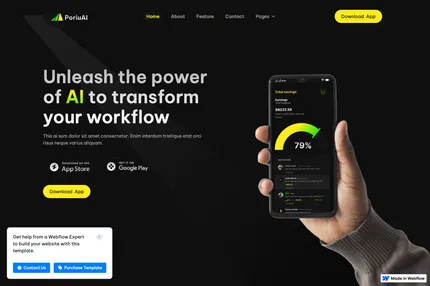 PoriuAI
Home
About
Feature
Contact
Pages
Download App
Unleash the power
of AI to transform
your workflow
This ai sum dolor sit amet consectetur. Enim interdum tristique erat orci
risus neque varius aliquam.
Download on the
App Store
GET IT ON
Google Play
Download App
Total savings
Earnings
$8025.58
79%
Get help from a Webflow Expert
to build your website with this
template.
Contact Us
Purchase Template
Made in Webflow